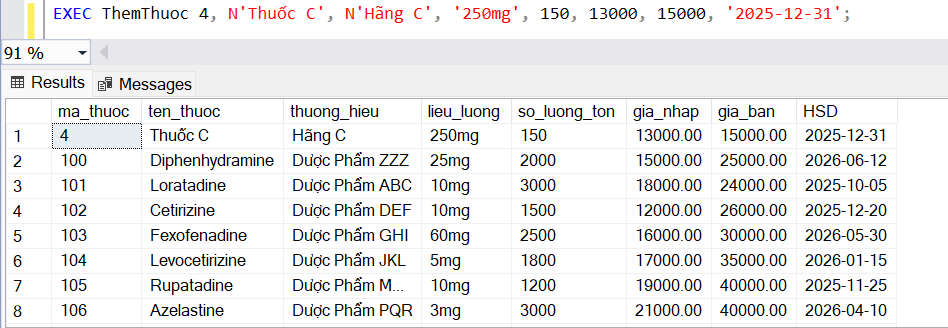 EXEC ThemThuoc 4, N'Thuốc C', N'Hãng C', '250mg', 150, 13000, 15000, '2025-12-31';
91 %
Results Messages
ma_thuoc ten_thuoc thuong_hieu lieu_luong so_luong_ton gia_nhap gia_ban HSD
1 4 Thuốc C Hãng C 250mg 150 13000.00 15000.00 2025-12-31
2 100 Diphenhydramine Dược Phẩm ZZZ 25mg 2000 15000.00 25000.00 2026-06-12
3 101 Loratadine Dược Phẩm ABC 10mg 3000 18000.00 24000.00 2025-10-05
4 102 Cetirizine Dược Phẩm DEF 10mg 1500 12000.00 26000.00 2025-12-20
5 103 Fexofenadine Dược Phẩm GHI 60mg 2500 16000.00 30000.00 2026-05-30
6 104 Levocetirizine Dược Phẩm JKL 5mg 1800 17000.00 35000.00 2026-01-15
7 105 Rupatadine Dược Phẩm M... 10mg 1200 19000.00 40000.00 2025-11-25
8 106 Azelastine Dược Phẩm PQR 3mg 3000 21000.00 40000.00 2026-04-10